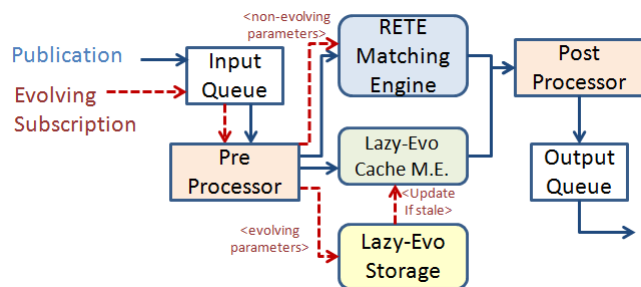 Publication
Evolving
Subscription
Input
Queue
<non-evolving
parameters>
RETE
Matching
Engine
Post
Processor
Pre
Processor
Lazy-Evo
Cache M.E.
Output
Queue
<Update
If stale>
<evolving
parameters>
Lazy-Evo
Storage